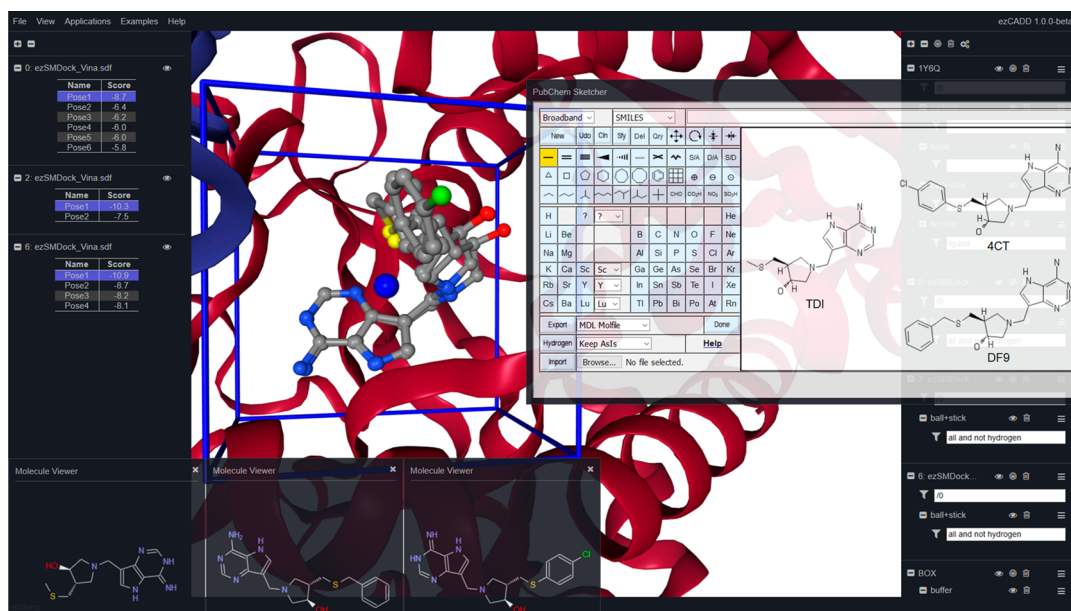 File View Applications Examples Help
ezCADD 1.0.0-beta
0: ezSMDock_Vina.sdf
Name Score
Pose1 -8.7
Pose2 -6.4
Pose3 -6.2
Pose4 -6.0
Pose5 -6.0
Pose6 -5.8
2: ezSMDock_Vina.sdf
Name Score
Pose1 -10.3
Pose2 -7.5
6: ezSMDock_Vina.sdf
Name Score
Pose1 -10.9
Pose2 -8.7
Pose3 -8.2
Pose4 -8.1
PubChem Sketcher
Broadband SMILES
New Udo Cln Sfy Del Qry
S/A D/A S/D
CHO CO₂H NO₂ SO₃H
H ? ? He
Li Be B C N O F Ne
Na Mg Al Si P S Cl Ar
K Ca Sc Sc Ga Ge As Se Br Kr
Rb Sr Y Y In Sn Sb Te I Xe
Cs Ba Lu Lu Tl Pb Bi Po At Rn
Export MDL Molfile Done
Hydrogen Keep AsIs Help
Import Browse... No file selected.
TDI
4CT
DF9
1Y6Q
ball+stick
all and not hydrogen
6: ezSMDock...
/0
ball+stick
all and not hydrogen
BOX
buffer
Molecule Viewer
Molecule Viewer
Molecule Viewer